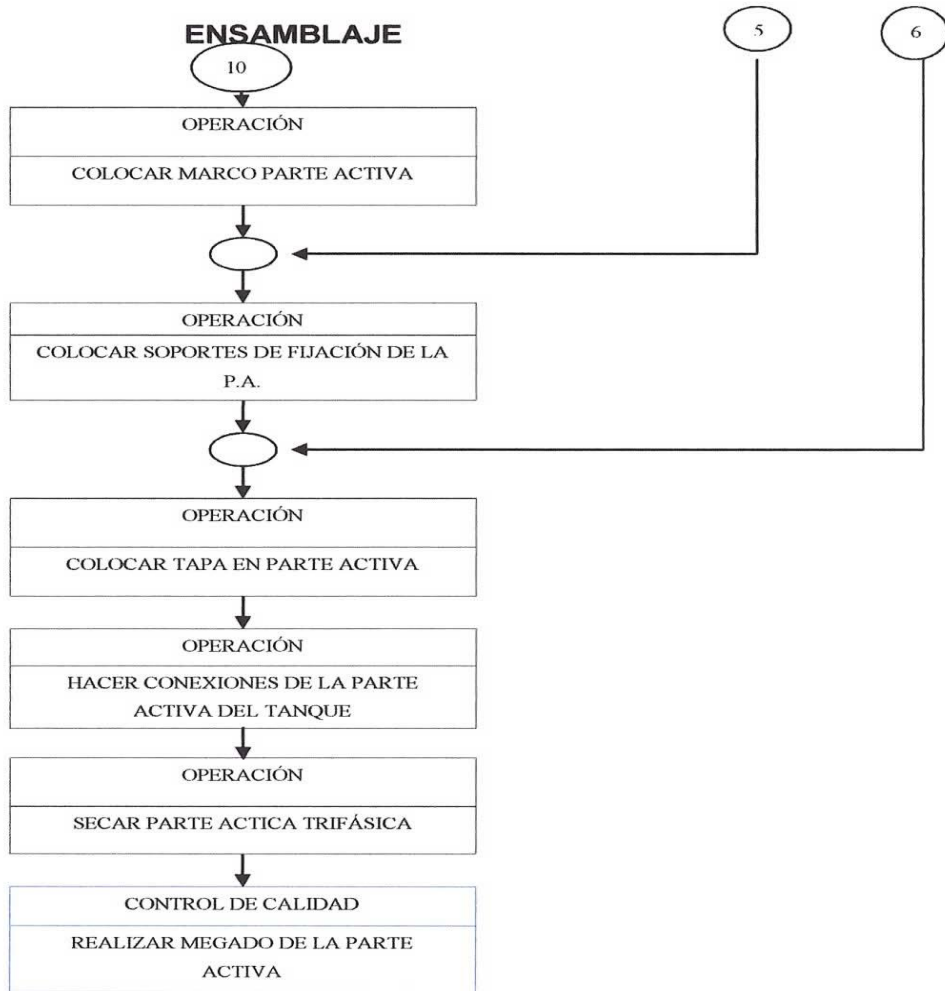 ENSAMBLAJE
5
6
10
OPERACIÓN
COLOCAR MARCO PARTE ACTIVA
OPERACIÓN
COLOCAR SOPORTES DE FIJACIÓN DE LA
P.A.
OPERACIÓN
COLOCAR TAPA EN PARTE ACTIVA
OPERACIÓN
HACER CONEXIONES DE LA PARTE
ACTIVA DEL TANQUE
OPERACIÓN
SECAR PARTE ACTICA TRIFÁSICA
CONTROL DE CALIDAD
REALIZAR MEGADO DE LA PARTE
ACTIVA